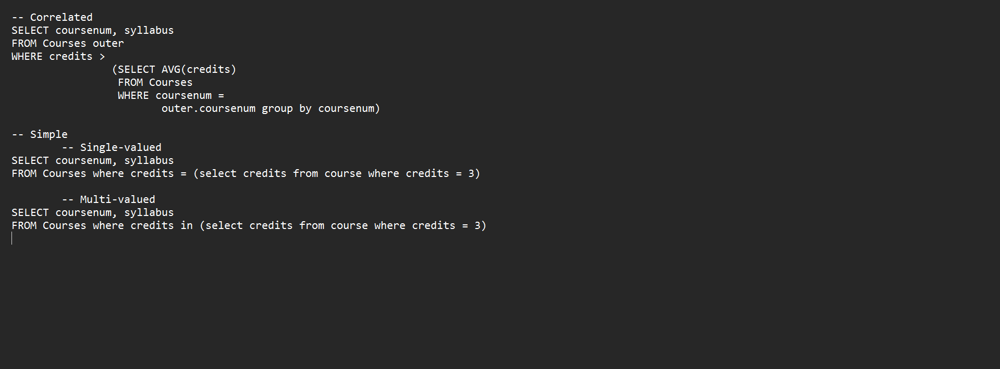 -- Correlated
SELECT coursenum, syllabus
FROM Courses outer
WHERE credits >
(SELECT AVG(credits)
FROM Courses
WHERE coursenum =
outer.coursenum group by coursenum)
-- Simple
-- Single-valued
SELECT coursenum, syllabus
FROM Courses where credits = (select credits from course where credits = 3)
-- Multi-valued
SELECT coursenum, syllabus
FROM Courses where credits in (select credits from course where credits = 3)